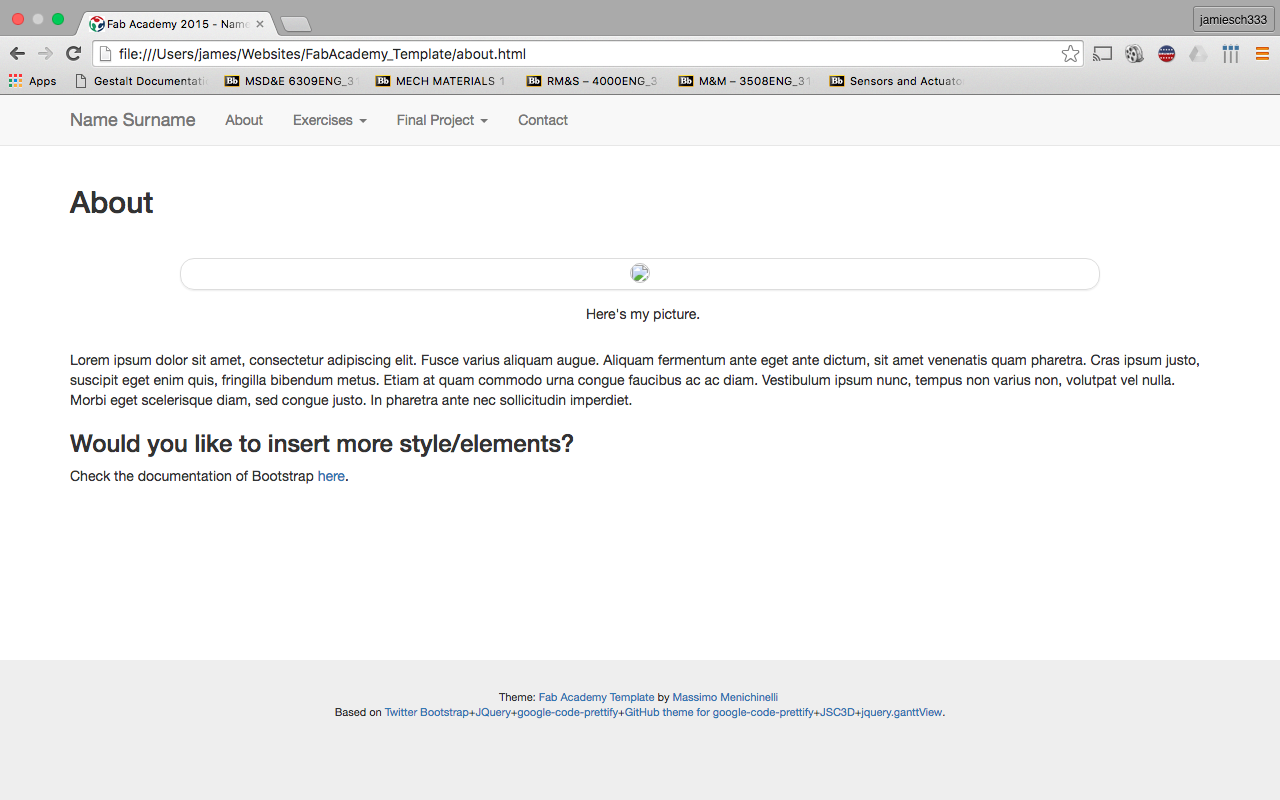 Fab Academy 2015 - Name
jamiesch333
file:///Users/james/Websites/FabAcademy_Template/about.html
Apps Gestalt Documentati MSD&E 6309ENG_3 MECH MATERIALS 1 RM&S – 4000ENG_3 M&M – 3508ENG_31 Sensors and Actuato
Name Surname About Exercises Final Project Contact
About
Here's my picture.
Lorem ipsum dolor sit amet, consectetur adipiscing elit. Fusce varius aliquam augue. Aliquam fermentum ante eget ante dictum, sit amet venenatis quam pharetra. Cras ipsum justo,
suscipit eget enim quis, fringilla bibendum metus. Etiam at quam commodo urna congue faucibus ac ac diam. Vestibulum ipsum nunc, tempus non varius non, volutpat vel nulla.
Morbi eget scelerisque diam, sed congue justo. In pharetra ante nec sollicitudin imperdiet.
Would you like to insert more style/elements?
Check the documentation of Bootstrap here.
Theme: Fab Academy Template by Massimo Menichinelli
Based on Twitter Bootstrap+JQuery+google-code-prettify+GitHub theme for google-code-prettify+JSC3D+jquery.ganttView.